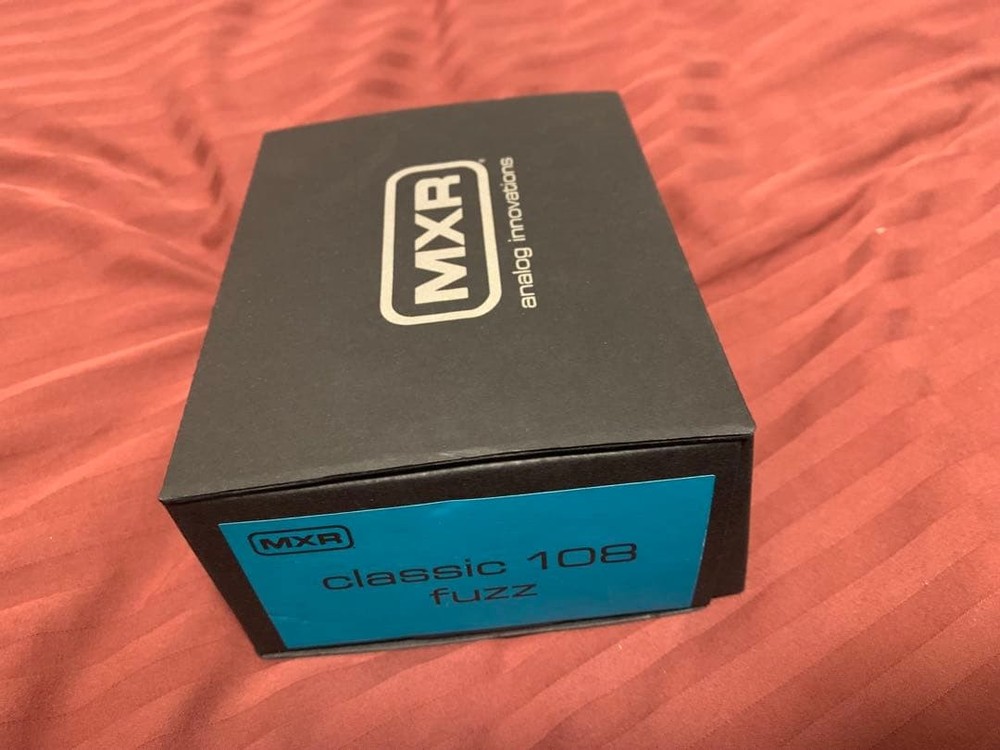 MXR
analog innovations
MXR
classic 108
fuzz